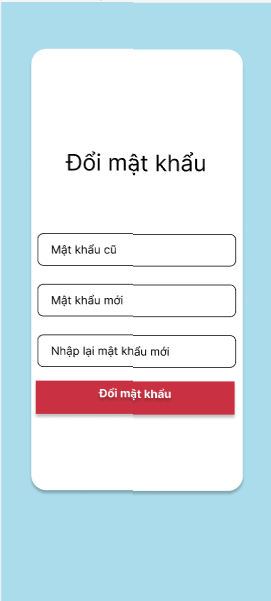 Đổi mật khẩu
Mật khẩu cũ
Mật khẩu mới
Nhập lại mật khẩu mới
Đổi mật khẩu